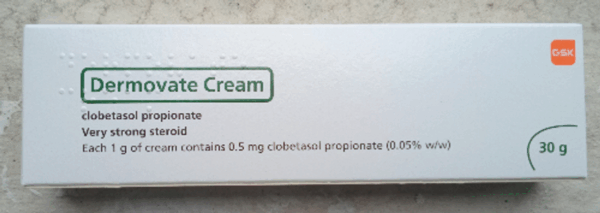 gsk
Dermovate Cream
clobetasol propionate
Very strong steroid
Each 1 g of cream contains 0.5 mg clobetasol propionate (0.05% w/w)
30 g